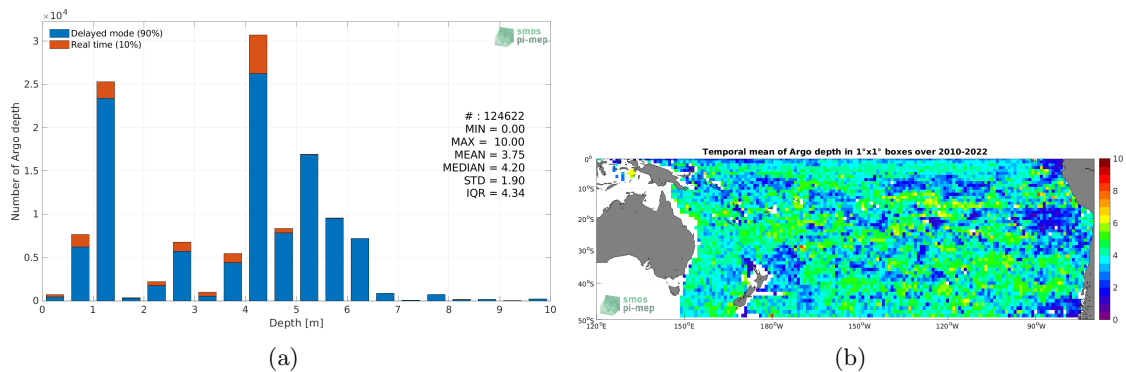 ×10⁴
Delayed mode (90%)
Real time (10%)
smos
pi-mep
Number of Argo depth
3
2.5
2
1.5
1
0.5
0
# : 124622
MIN = 0.00
MAX = 10.00
MEAN = 3.75
MEDIAN = 4.20
STD = 1.90
IQR = 4.34
0 1 2 3 4 5 6 7 8 9 10
Depth [m]
(a)
Temporal mean of Argo depth in 1°x1° boxes over 2010-2022
0°
10°S
20°S
30°S
40°S
50°S
120°E 150°E 180°W 150°W 120°W 90°W
10
8
6
4
2
0
smos
pi-mep
(b)